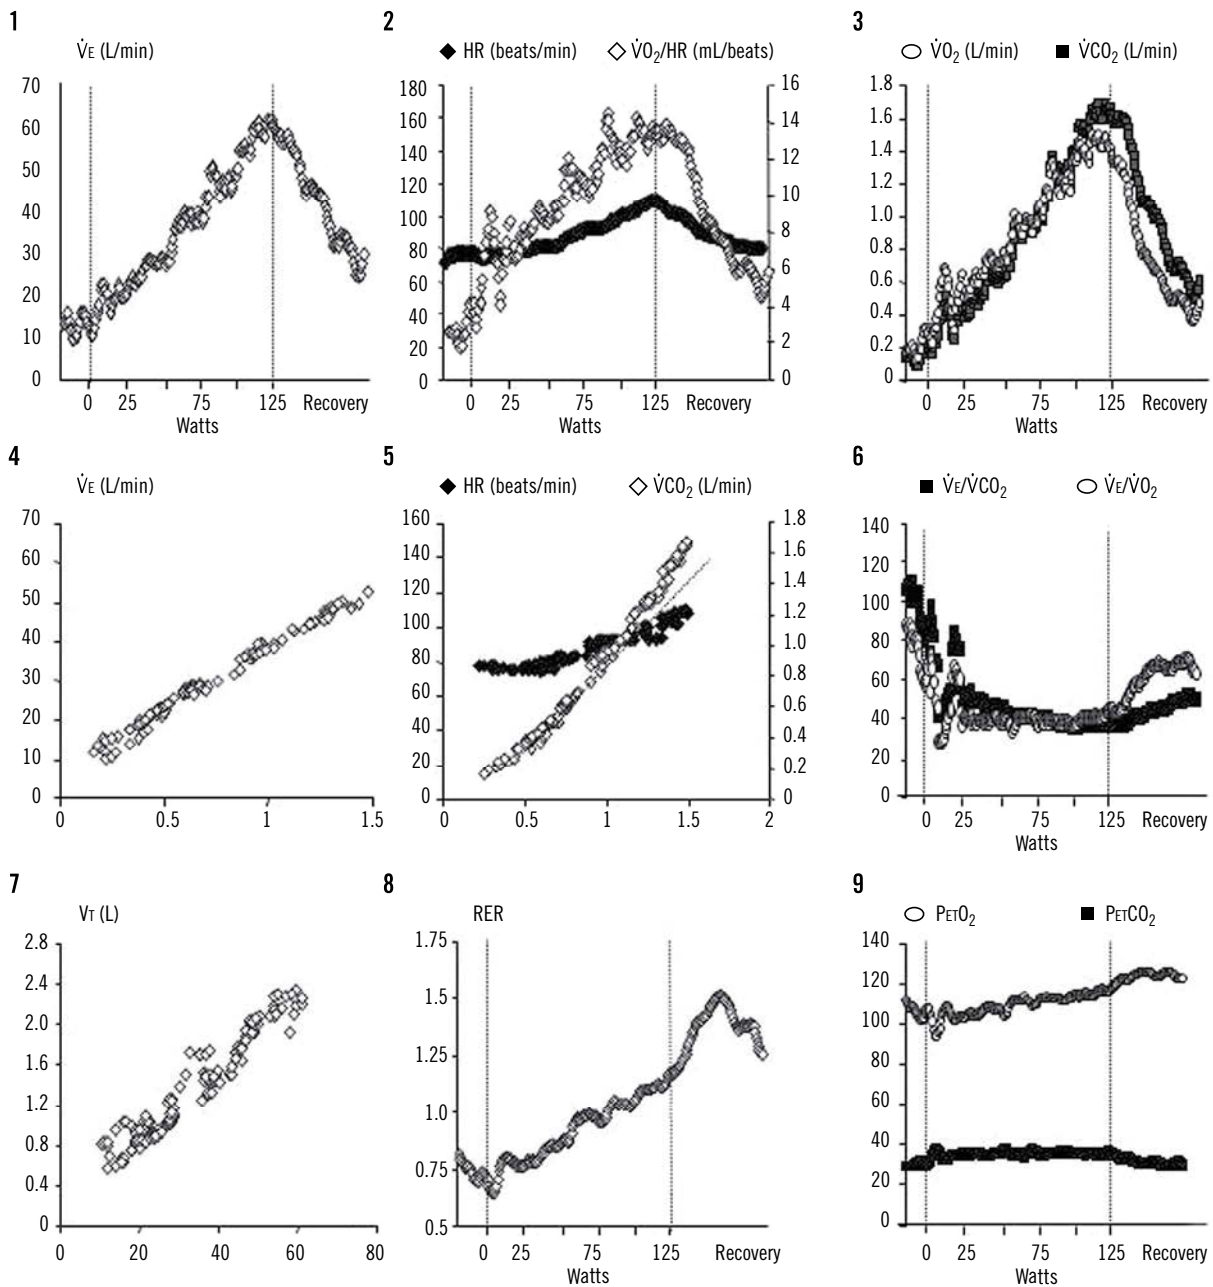 1 2 3
V̇E (L/min) HR (beats/min) V̇O₂/HR (mL/beats) V̇O₂ (L/min) V̇CO₂ (L/min)
70 180 16 1.8
60 160 14 1.6
50 140 12 1.4
40 120 10 1.2
30 100 8 1.0
20 80 6 0.8
10 60 4 0.6
0 40 2 0.4
20 0 0.2
0 0
0 25 75 125 Recovery 0 25 75 125 Recovery 0 25 75 125 Recovery
Watts Watts Watts
4 5 6
V̇E (L/min) HR (beats/min) V̇CO₂ (L/min) V̇E/V̇CO₂ V̇E/V̇O₂
70 160 1.8 140
60 140 1.6 120
50 120 1.4 100
40 100 1.2 80
30 80 1.0 60
20 60 0.8 40
10 40 0.6 20
0 20 0.4 0
0 0.2
0
0 0.5 1 1.5 0 0.5 1 1.5 2 0 25 75 125 Recovery
Watts
7 8 9
VT (L) RER PETO₂ PETCO₂
2.8 1.75 140
2.4 1.5 120
2.0 1.25 100
1.6 1.0 80
1.2 0.75 60
0.8 0.5 40
0.4 20
0 0
0 20 40 60 80 0 25 75 125 Recovery 0 25 75 125 Recovery
Watts Watts